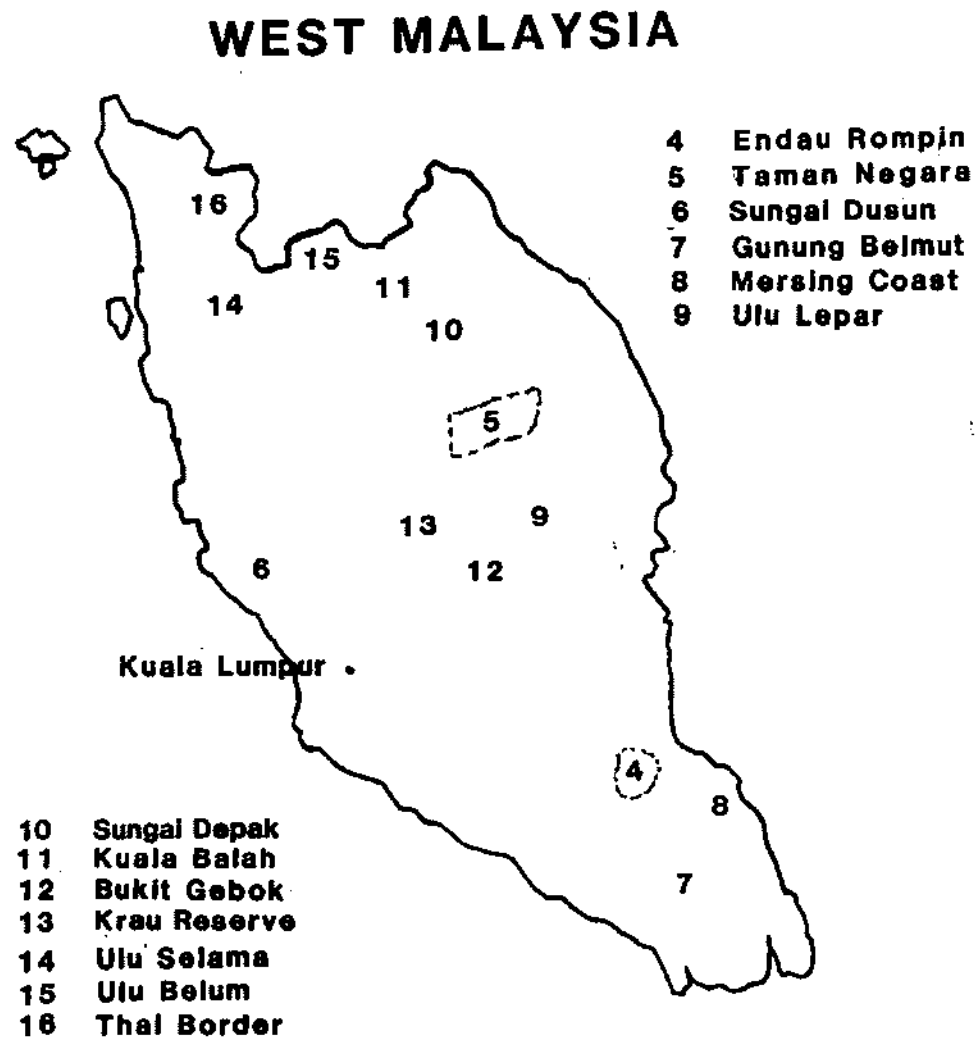 WEST MALAYSIA
4 Endau Rompin
5 Taman Negara
6 Sungai Dusun
7 Gunung Belmut
8 Mersing Coast
9 Ulu Lepar
16
15
11
14
10
5
9
13
12
6
Kuala Lumpur
4
8
7
10 Sungai Depak
11 Kuala Balah
12 Bukit Gebok
13 Krau Reserve
14 Ulu Selama
15 Ulu Belum
16 Thai Border